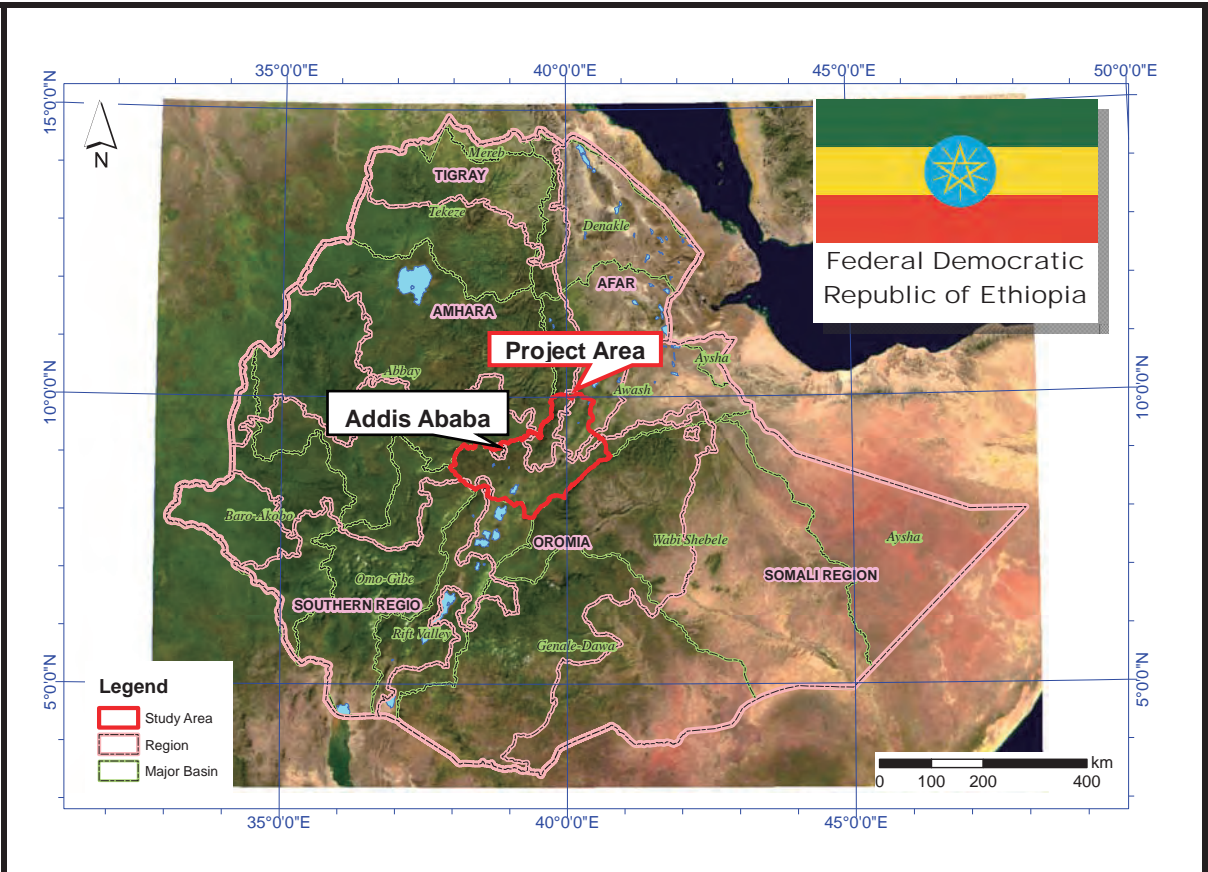 35°0'0"E
40°0'0"E
45°0'0"E
50°0'0"E
15°0'0"N
N
Federal Democratic
Republic of Ethiopia
Mereb
TIGRAY
Tekeze
Denakle
AFAR
AMHARA
Project Area
Aysha
Abbay
Awash
10°0'0"N
10°0'0"N
Addis Ababa
Baro-Akobo
OROMIA
Wabi Shebele
Aysha
Omo-Gibe
SOMALI REGION
SOUTHERN REGIO
Rift Valley
Genale-Dawa
5°0'0"N
5°0'0"N
Legend
Study Area
Region
Major Basin
km
0 100 200 400
35°0'0"E
40°0'0"E
45°0'0"E